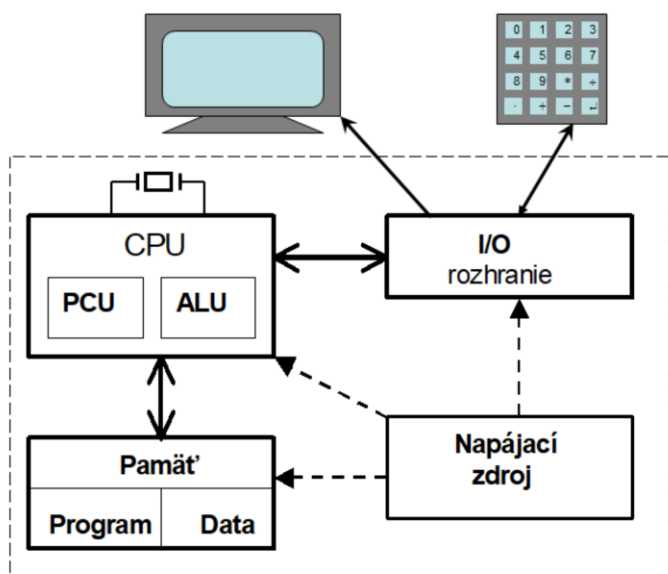 0 1 2 3
4 5 6 7
8 9 * ÷
· + − ↵
CPU
PCU ALU
I/O
rozhranie
Pamäť
Program Data
Napájací
zdroj